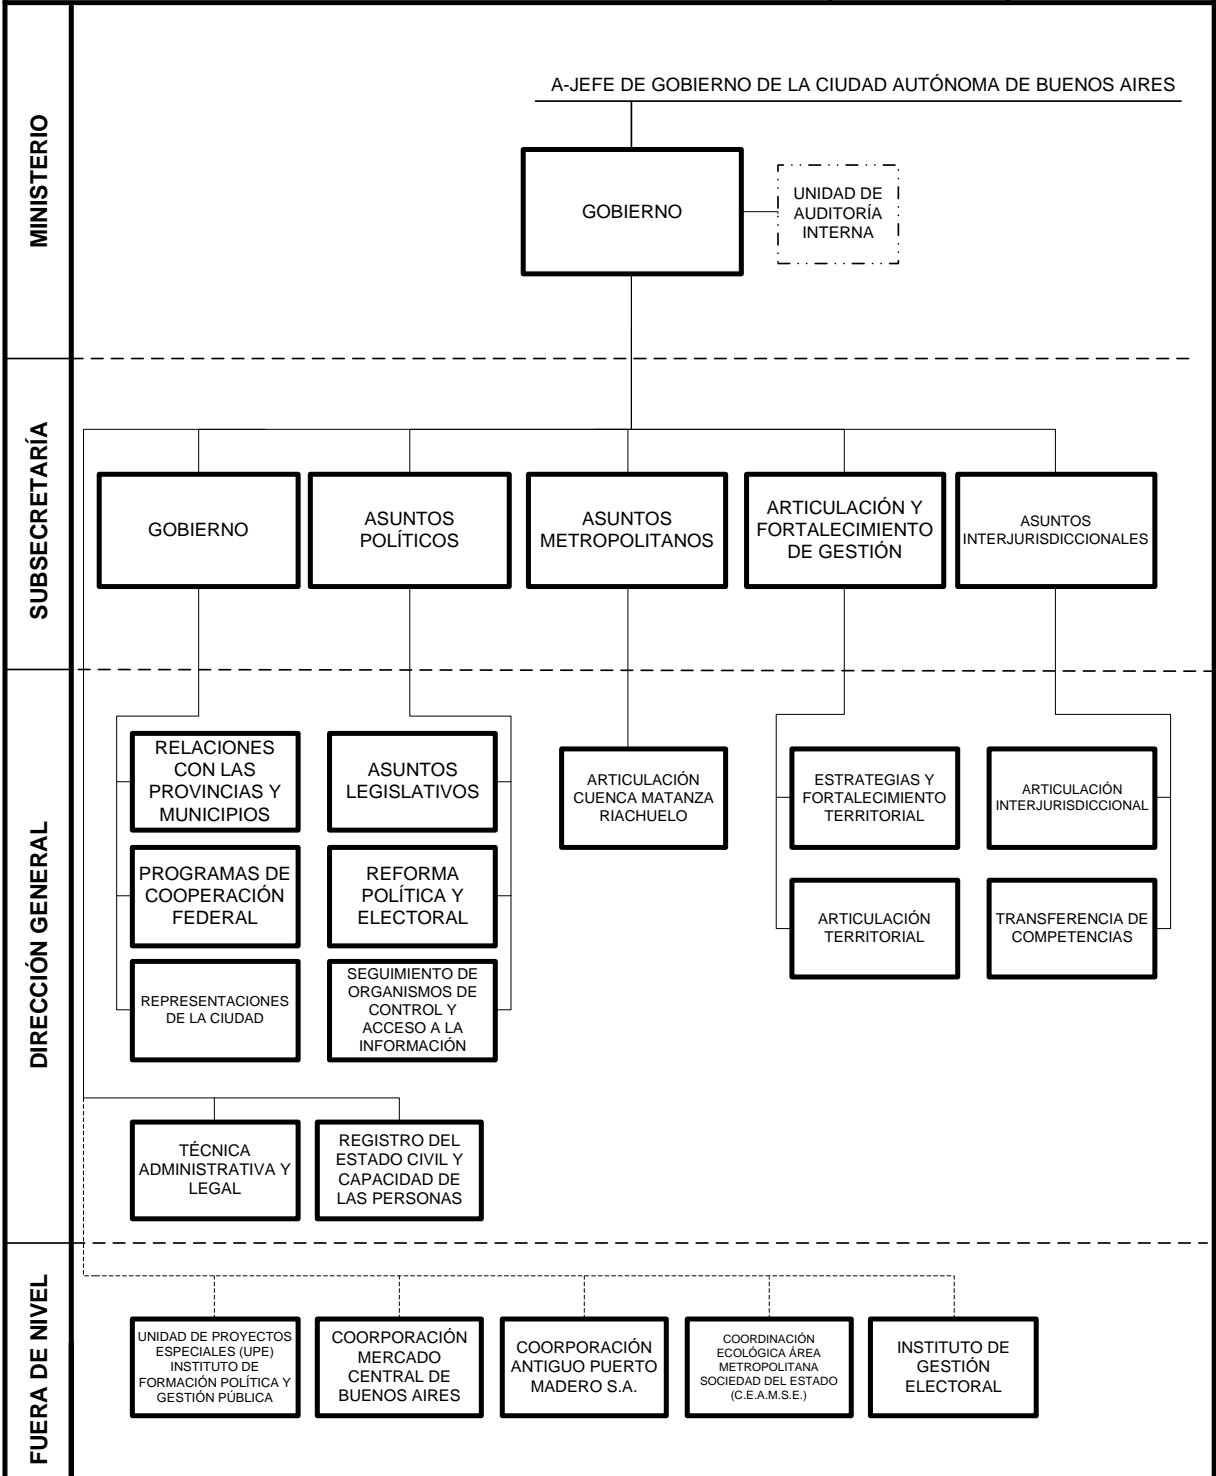 MINISTERIO
A-JEFE DE GOBIERNO DE LA CIUDAD AUTÓNOMA DE BUENOS AIRES
GOBIERNO
UNIDAD DE
AUDITORÍA
INTERNA
SUBSECRETARÍA
GOBIERNO
ASUNTOS
POLÍTICOS
ASUNTOS
METROPOLITANOS
ARTICULACIÓN Y
FORTALECIMIENTO
DE GESTIÓN
ASUNTOS
INTERJURISDICCIONALES
DIRECCIÓN GENERAL
RELACIONES
CON LAS
PROVINCIAS Y
MUNICIPIOS
ASUNTOS
LEGISLATIVOS
ARTICULACIÓN
CUENCA MATANZA
RIACHUELO
ESTRATEGIAS Y
FORTALECIMIENTO
TERRITORIAL
ARTICULACIÓN
INTERJURISDICCIONAL
PROGRAMAS DE
COOPERACIÓN
FEDERAL
REFORMA
POLÍTICA Y
ELECTORAL
ARTICULACIÓN
TERRITORIAL
TRANSFERENCIA DE
COMPETENCIAS
REPRESENTACIONES
DE LA CIUDAD
SEGUIMIENTO DE
ORGANISMOS DE
CONTROL Y
ACCESO A LA
INFORMACIÓN
TÉCNICA
ADMINISTRATIVA Y
LEGAL
REGISTRO DEL
ESTADO CIVIL Y
CAPACIDAD DE
LAS PERSONAS
FUERA DE NIVEL
UNIDAD DE PROYECTOS
ESPECIALES (UPE)
INSTITUTO DE
FORMACIÓN POLÍTICA Y
GESTIÓN PÚBLICA
COORPORACIÓN
MERCADO
CENTRAL DE
BUENOS AIRES
COORPORACIÓN
ANTIGUO PUERTO
MADERO S.A.
COORDINACIÓN
ECOLÓGICA ÁREA
METROPOLITANA
SOCIEDAD DEL ESTADO
(C.E.A.M.S.E.)
INSTITUTO DE
GESTIÓN
ELECTORAL